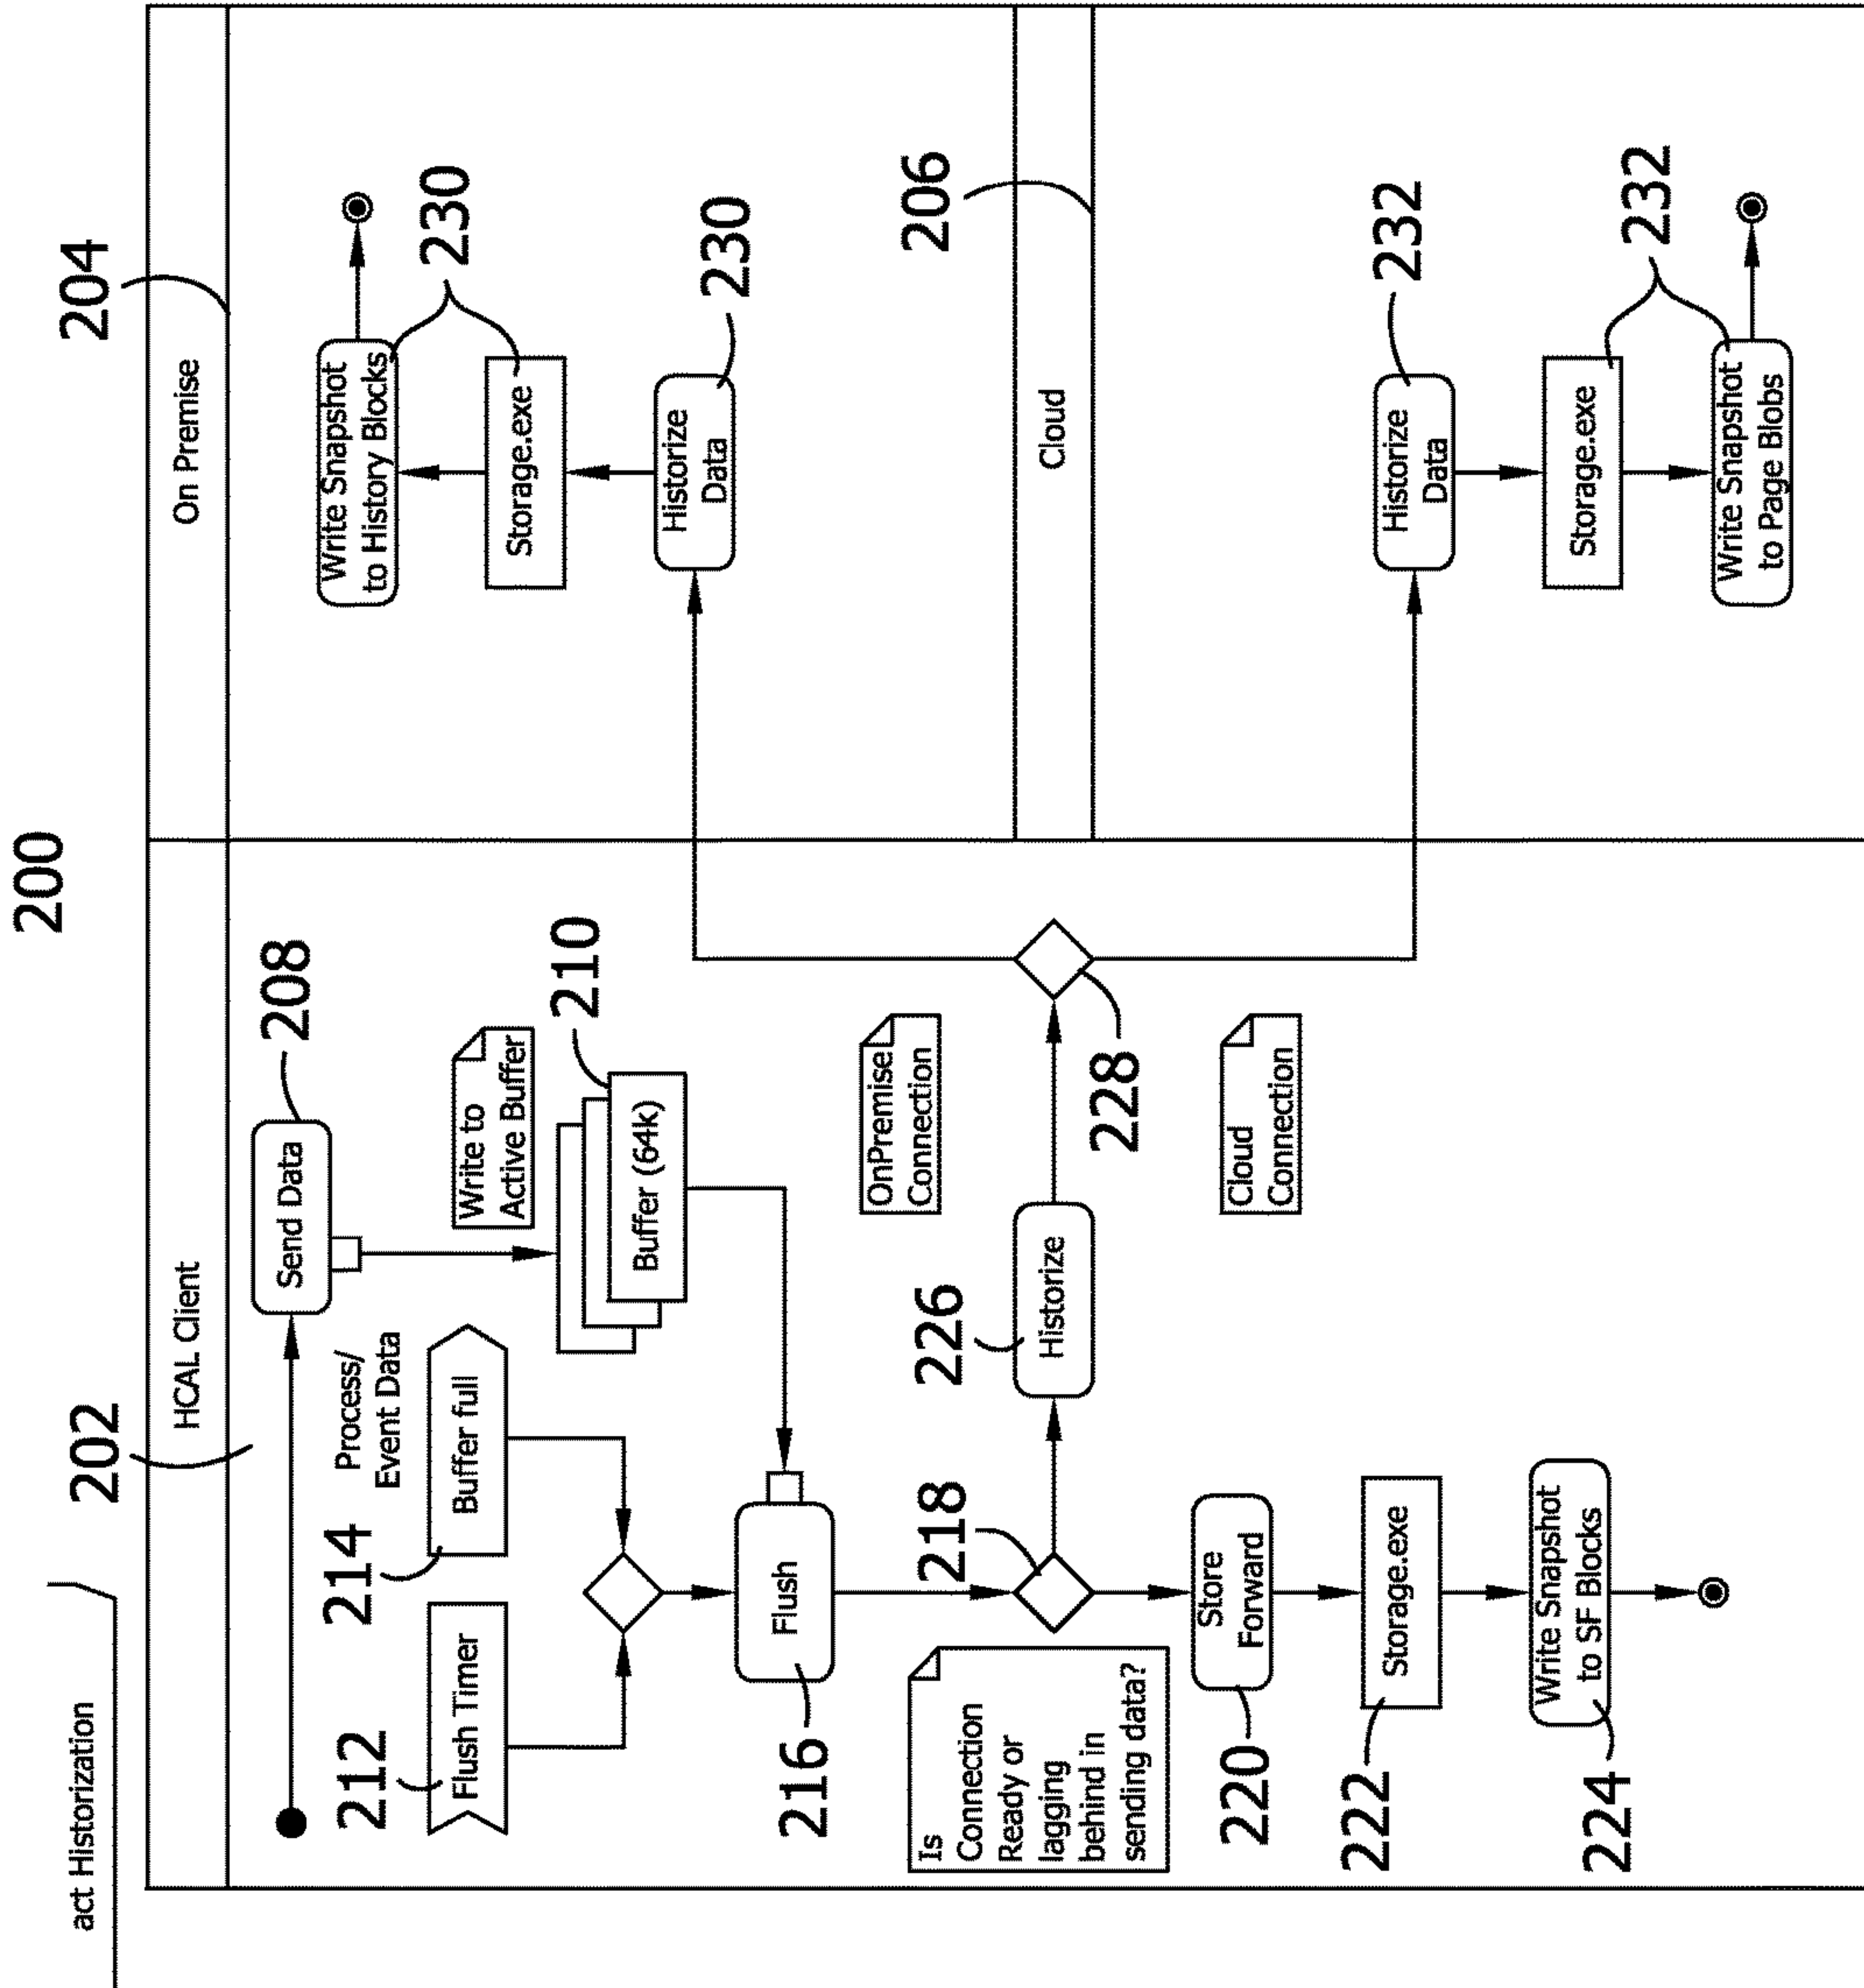 200
act Historization
202
HCAL Client
204
On Premise
208
Send Data
Process/
Event Data
212
Flush Timer
214
Buffer full
Write to
Active Buffer
210
Buffer (64k)
216
Flush
Is
Connection
Ready or
lagging
behind in
sending data?
218
226
Historize
OnPremise
Connection
228
Cloud
Connection
220
Store
Forward
222
Storage.exe
224
Write Snapshot
to SF Blocks
Write Snapshot
to History Blocks
230
Storage.exe
Historize
Data
230
206
Cloud
Historize
Data
232
Storage.exe
232
Write Snapshot
to Page Blobs